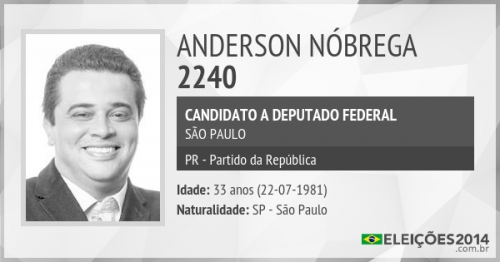 ANDERSON NÓBREGA
2240
CANDIDATO A DEPUTADO FEDERAL
SÃO PAULO
PR - Partido da República
Idade: 33 anos (22-07-1981)
Naturalidade: SP - São Paulo
ELEIÇÕES2014
.com.br